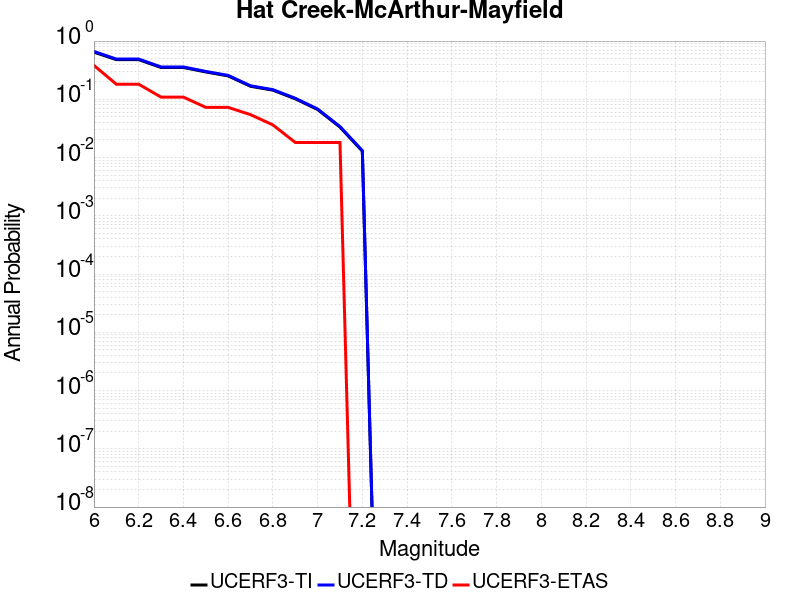 Hat Creek-McArthur-Mayfield
10^0
10^-1
10^-2
10^-3
10^-4
10^-5
10^-6
10^-7
10^-8
Annual Probability
6 6.2 6.4 6.6 6.8 7 7.2 7.4 7.6 7.8 8 8.2 8.4 8.6 8.8 9
Magnitude
UCERF3-TI UCERF3-TD UCERF3-ETAS